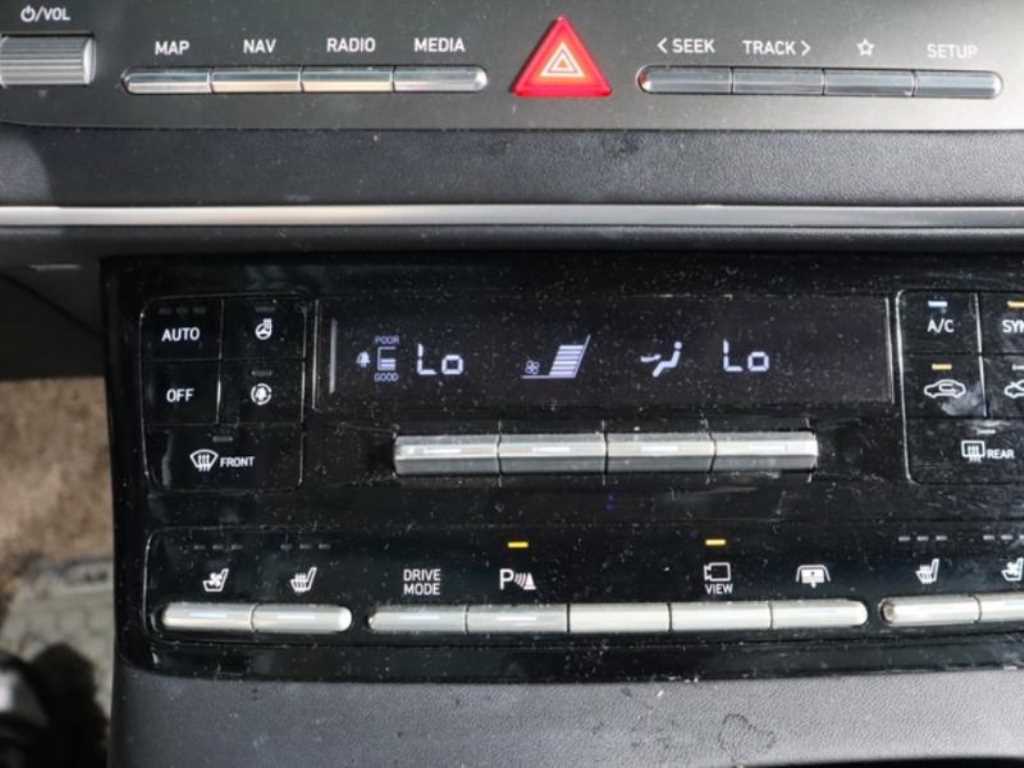 ⏻/VOL
MAP NAV RADIO MEDIA < SEEK TRACK > ☆ SETUP
AUTO POOR Lo Lo A/C
GOOD
OFF
FRONT REAR
DRIVE MODE P VIEW